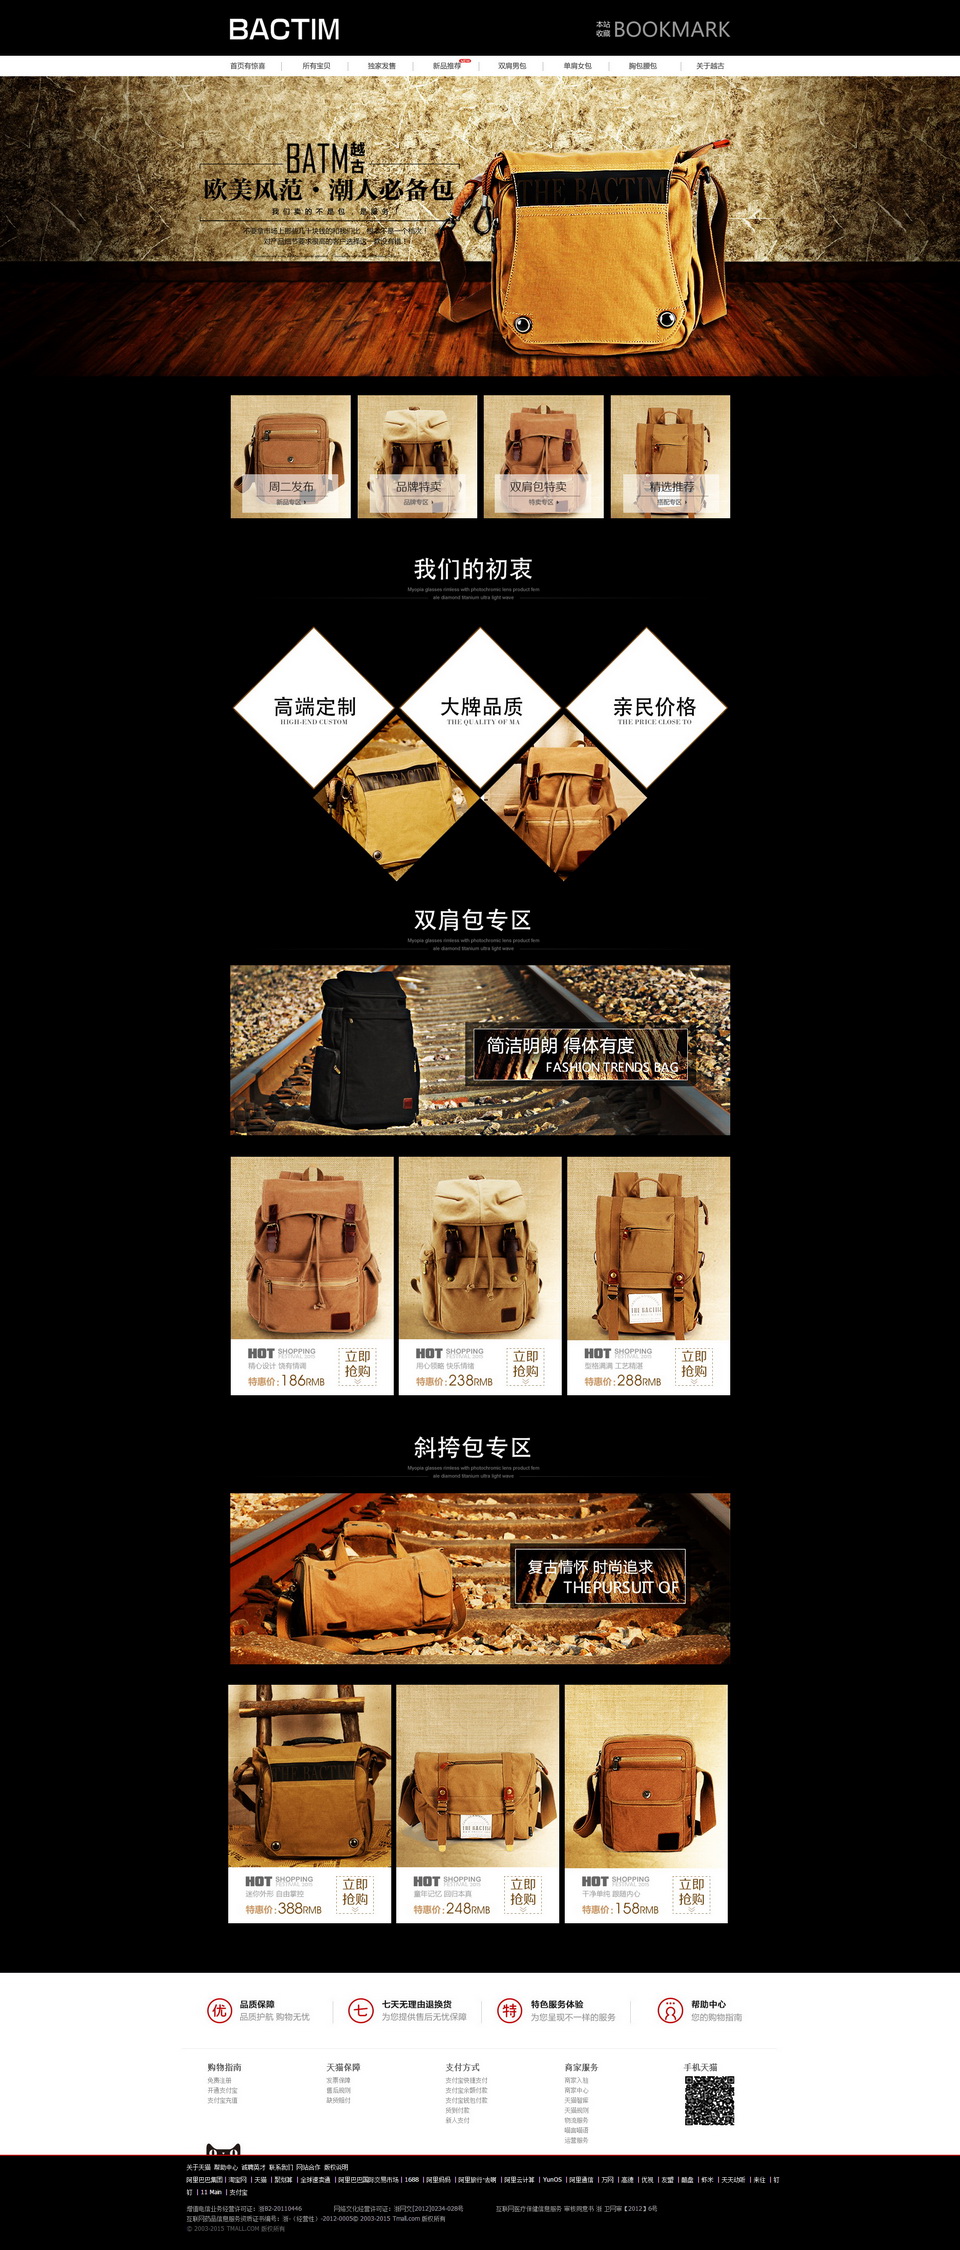 BACTIM
本站
收藏
BOOKMARK
首页有惊喜
所有宝贝
独家发售
新品推荐
双肩男包
单肩女包
胸包腰包
关于越古
BATM越古
欧美风范·潮人必备包
我们卖的不是包，是服务！
THE BACTIM
周二发布
新品专区
品牌特卖
品牌专区
双肩包特卖
特卖专区
精选推荐
搭配专区
我们的初衷
Myopia glasses rimless with photochromic lens product fem
ale diamond titanium ultra light wave
高端定制
HIGH-END CUSTOM
大牌品质
THE QUALITY OF MA
亲民价格
THE PRICE CLOSE TO
THE BACTIM
双肩包专区
Myopia glasses rimless with photochromic lens product fem
ale diamond titanium ultra light wave
简洁明朗 得体有度
FASHION TRENDS BAG
THE BACTIM
HOT SHOPPING
FESTIVAL 2015
精心设计 饶有情调
特惠价:186RMB
立即
抢购
HOT SHOPPING
FESTIVAL 2015
用心领略 快乐情绪
特惠价:238RMB
立即
抢购
HOT SHOPPING
FESTIVAL 2015
型格满满 工艺精湛
特惠价:288RMB
立即
抢购
斜挎包专区
Myopia glasses rimless with photochromic lens product fem
ale diamond titanium ultra light wave
复古情怀 时尚追求
THEPURSUIT OF
THE BACTIM
THE BACTIM
HOT SHOPPING
FESTIVAL 2015
迷你外形 自由掌控
特惠价:388RMB
立即
抢购
HOT SHOPPING
FESTIVAL 2015
童年记忆 回归本真
特惠价:248RMB
立即
抢购
HOT SHOPPING
FESTIVAL 2015
干净单纯 跟随内心
特惠价:158RMB
立即
抢购
优
品质保障
品质护航 购物无忧
七
七天无理由退换货
为您提供售后无忧保障
特
特色服务体验
为您呈现不一样的服务
帮助中心
您的购物指南
购物指南
免费注册
开通支付宝
支付宝充值
天猫保障
发票保障
售后规则
缺货赔付
支付方式
支付宝快捷支付
支付宝余额付款
支付宝钱包付款
货到付款
新人支付
商家服务
商家入驻
商家中心
天猫智库
天猫规则
物流服务
喵言喵语
运营服务
手机天猫
关于天猫 帮助中心 诚聘英才 联系我们 网站合作 版权说明
阿里巴巴集团 | 淘宝网 | 天猫 | 聚划算 | 全球速卖通 | 阿里巴巴国际交易市场 | 1688 | 阿里妈妈 | 阿里旅行·去啊 | 阿里云计算 | YunOS | 阿里通信 | 万网 | 高德 | 优视 | 友盟 | 酷盘 | 虾米 | 天天动听 | 来往 | 钉
钉 | 11 Main | 支付宝
增值电信业务经营许可证：浙B2-20110446 网络文化经营许可证：浙网文[2012]0234-028号 互联网医疗保健信息服务 审核同意书 浙 卫网审【2012】6号
互联网药品信息服务资质证书编号：浙-（经营性）-2012-0005© 2003-2015 Tmall.com 版权所有
© 2003-2015 TMALL.COM 版权所有